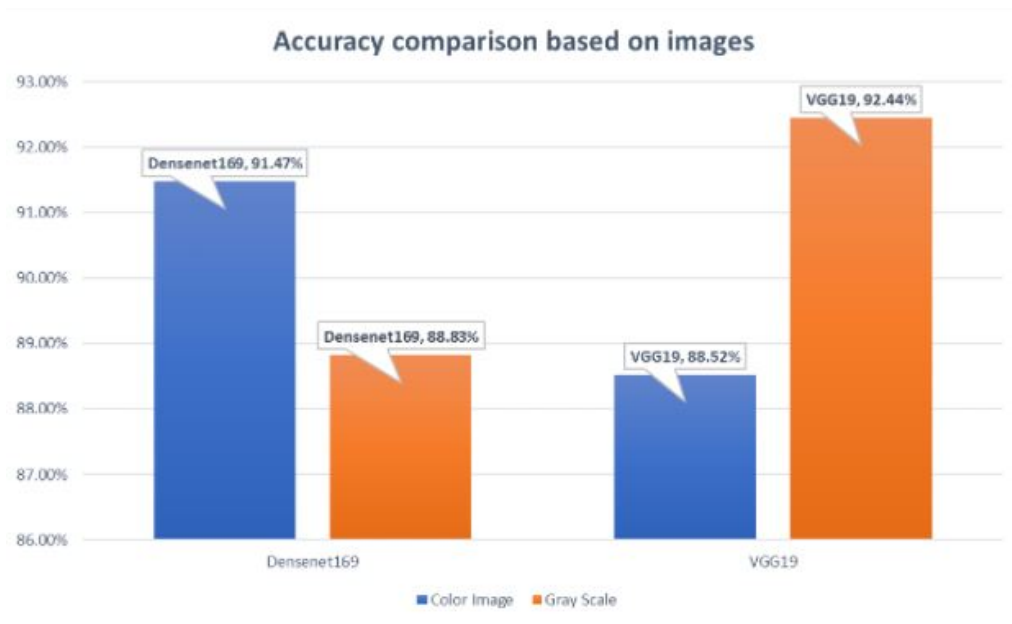 Accuracy comparison based on images
93.00%
92.00%
91.00%
90.00%
89.00%
88.00%
87.00%
86.00%
Densenet169, 91.47%
Densenet169, 88.83%
VGG19, 88.52%
VGG19, 92.44%
Densenet169
VGG19
Color Image
Gray Scale